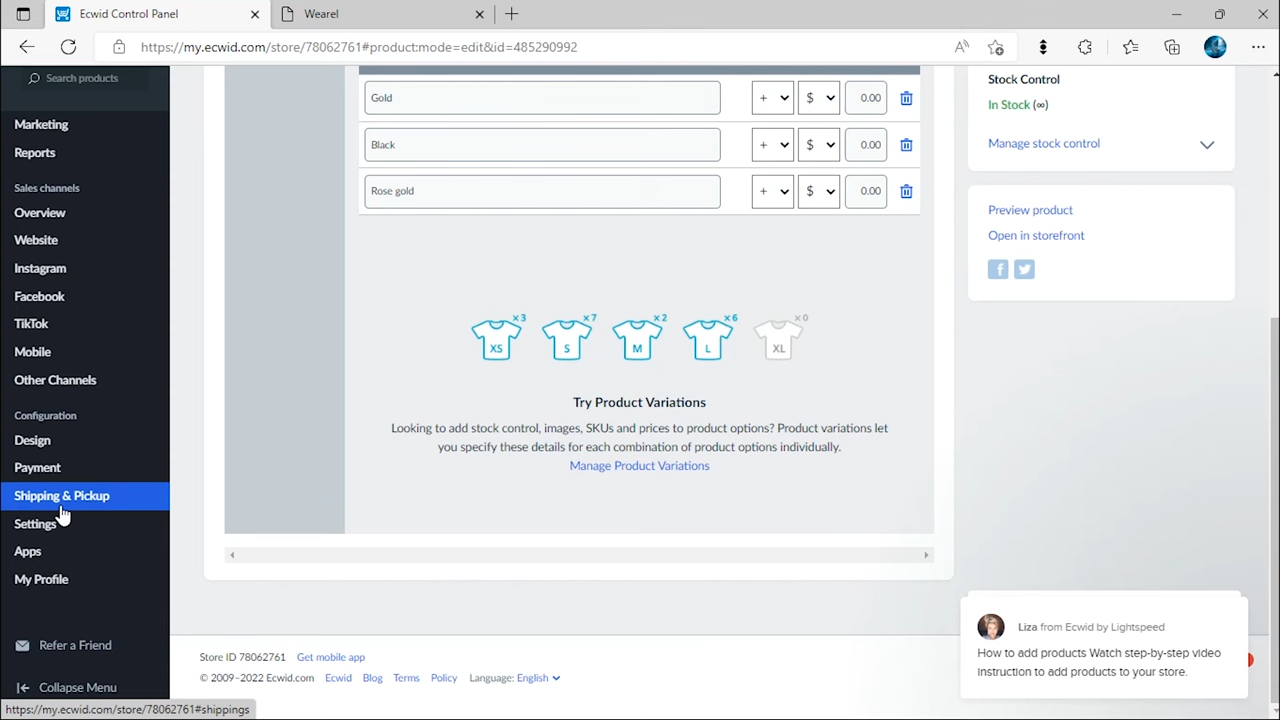 Ecwid Control Panel
Wearel
https://my.ecwid.com/store/78062761#product:mode=edit&id=485290992
Search products
Marketing
Reports
Sales channels
Overview
Website
Instagram
Facebook
TikTok
Mobile
Other Channels
Configuration
Design
Payment
Shipping & Pickup
Settings
Apps
My Profile
Refer a Friend
Collapse Menu
https://my.ecwid.com/store/78062761#shippings
Gold + $ 0.00
Black + $ 0.00
Rose gold + $ 0.00
×3 ×7 ×2 ×6 ×0
XS S M L XL
Try Product Variations
Looking to add stock control, images, SKUs and prices to product options? Product variations let
you specify these details for each combination of product options individually.
Manage Product Variations
Stock Control
In Stock (∞)
Manage stock control
Preview product
Open in storefront
Liza from Ecwid by Lightspeed
How to add products Watch step-by-step video
instruction to add products to your store.
Store ID 78062761 Get mobile app
© 2009–2022 Ecwid.com Ecwid Blog Terms Policy Language: English